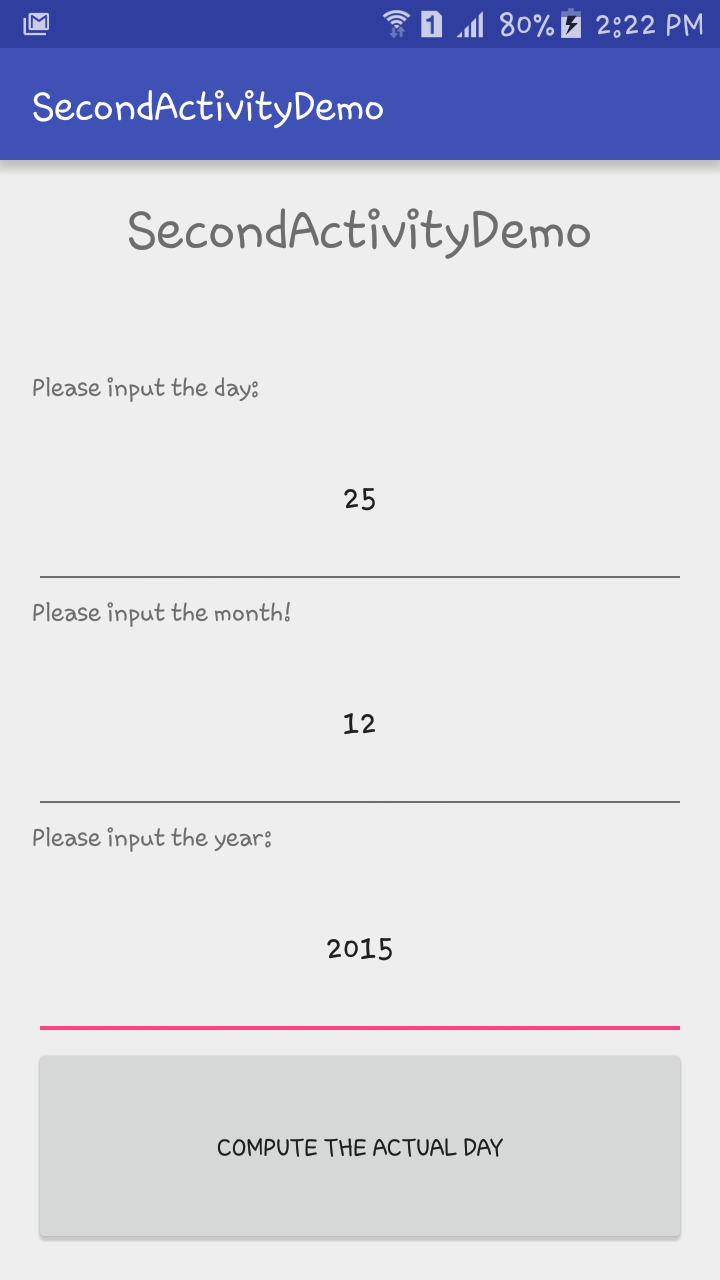 1 80% 2:22 PM
SecondActivityDemo
SecondActivityDemo
Please input the day:
25
Please input the month!
12
Please input the year:
2015
COMPUTE THE ACTUAL DAY